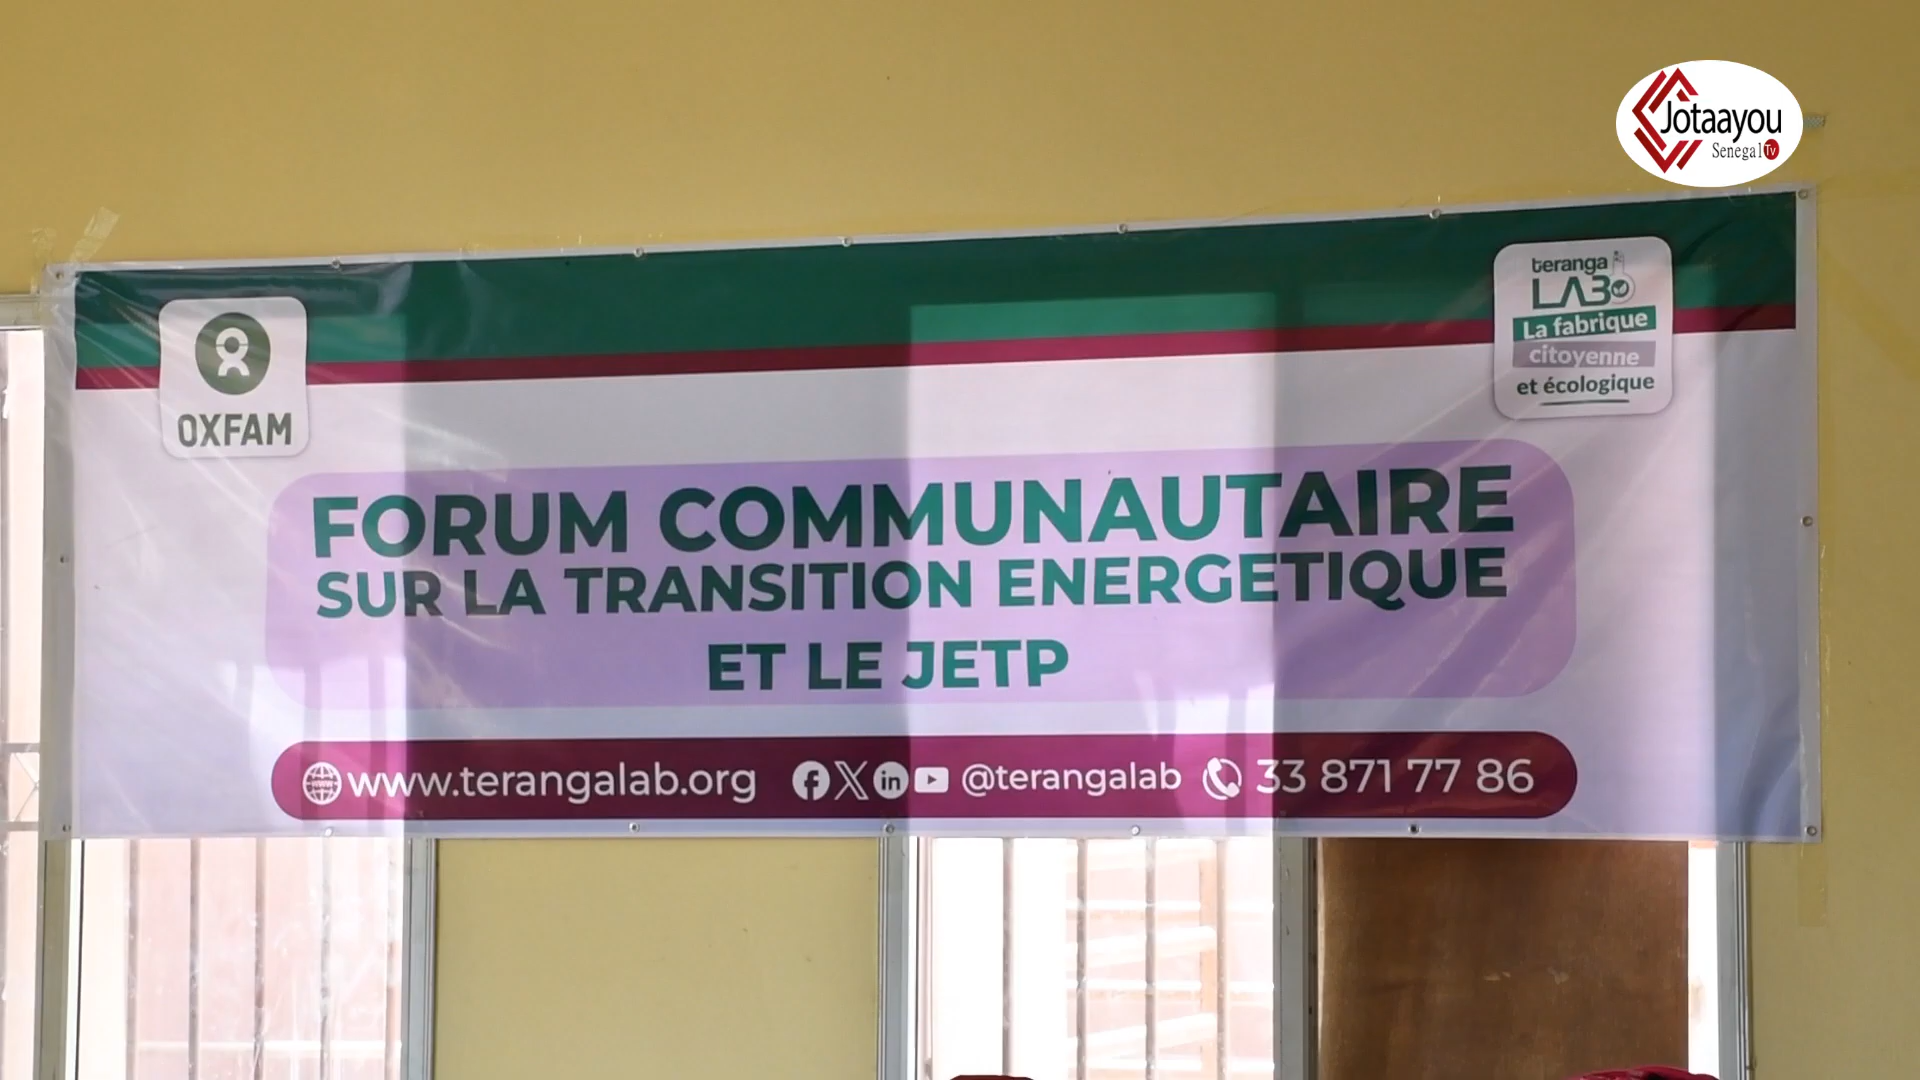 Jotaayou
Senegal Tv
OXFAM
teranga
LAB
La fabrique
citoyenne
et écologique
FORUM COMMUNAUTAIRE
SUR LA TRANSITION ENERGETIQUE
ET LE JETP
www.terangalab.org @terangalab 33 871 77 86